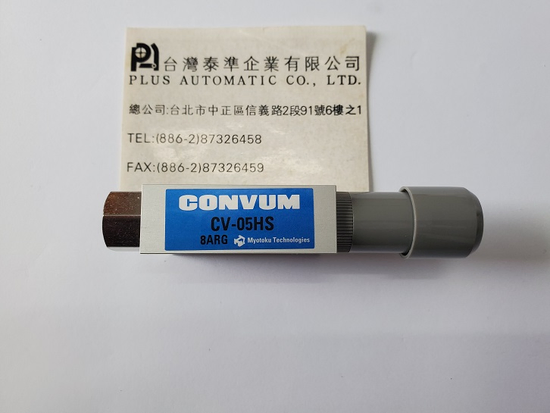 台灣泰準企業有限公司
PLUS AUTOMATIC CO., LTD.
總公司:台北市中正區信義路2段91號6樓之1
TEL:(886-2)87326458
FAX:(886-2)87326459
CONVUM
CV-05HS
8ARG Myotoku Technologies